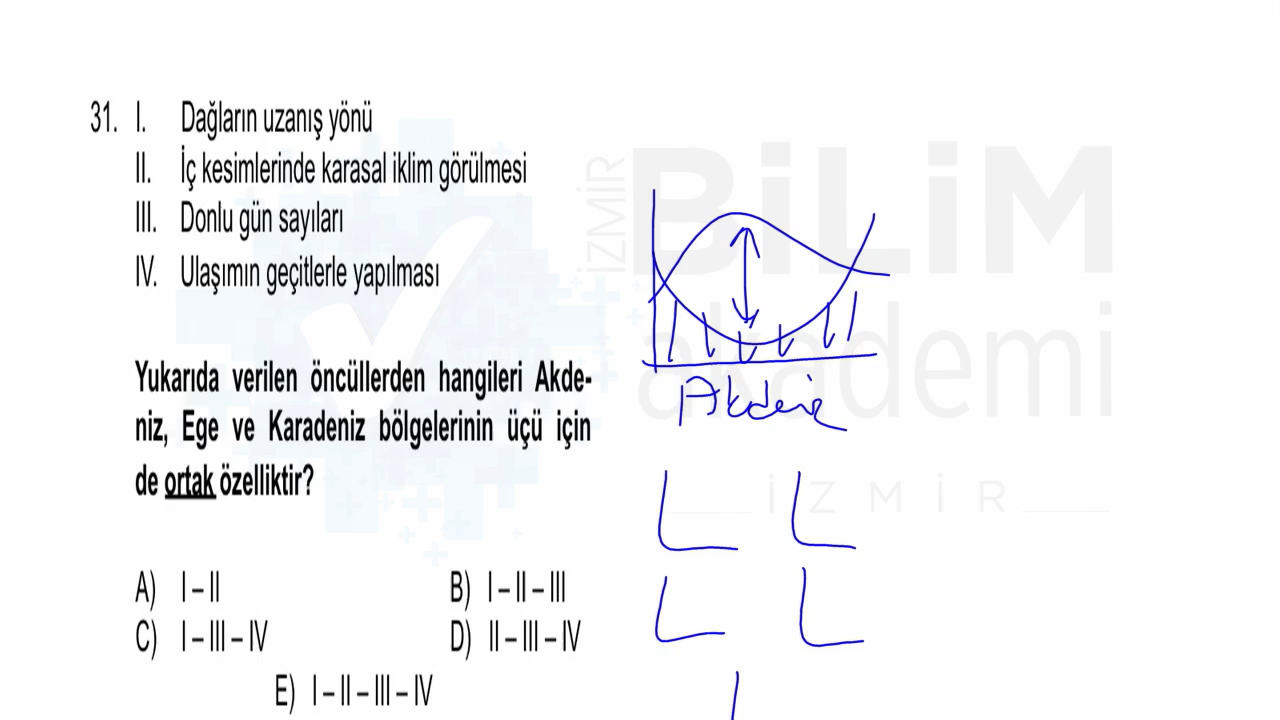 31. I. Dağların uzanış yönü
II. İç kesimlerinde karasal iklim görülmesi
III. Donlu gün sayıları
IV. Ulaşımın geçitlerle yapılması
Yukarıda verilen öncüllerden hangileri Akde-
niz, Ege ve Karadeniz bölgelerinin üçü için
de ortak özelliktir?
A) I – II
B) I – II – III
C) I – III – IV
D) II – III – IV
E) I – II – III – IV
Akdeniz
İZMİR
BiLiM
akademi
İZMİR